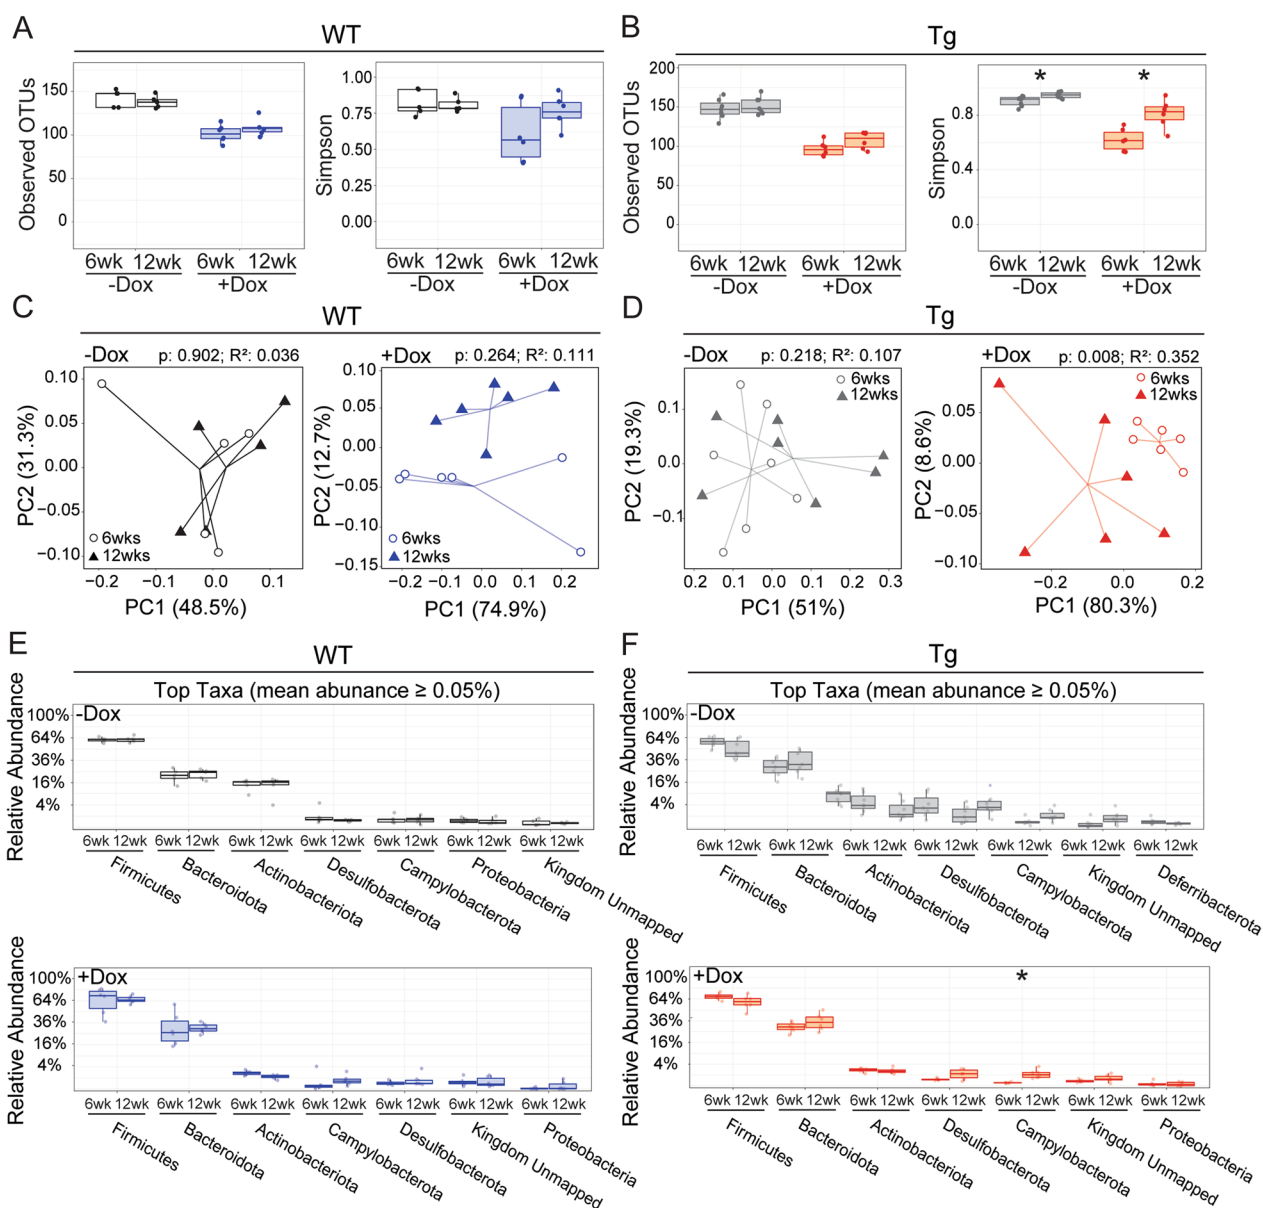 A
WT
Observed OTUs
150
100
50
0
6wk 12wk 6wk 12wk
-Dox +Dox
Simpson
1.00
0.75
0.50
0.25
0.00
6wk 12wk 6wk 12wk
-Dox +Dox
B
Tg
Observed OTUs
200
150
100
50
0
6wk 12wk 6wk 12wk
-Dox +Dox
Simpson
* *
0.8
0.4
0.0
6wk 12wk 6wk 12wk
-Dox +Dox
C
WT
-Dox p: 0.902; R²: 0.036
PC2 (31.3%)
0.10
0.05
0.00
−0.05
−0.10
6wks
12wks
−0.2 −0.1 0.0 0.1
PC1 (48.5%)
+Dox p: 0.264; R²: 0.111
PC2 (12.7%)
0.10
0.05
0.00
−0.05
−0.10
−0.15
6wks
12wks
−0.2 −0.1 0.0 0.1 0.2
PC1 (74.9%)
D
Tg
-Dox p: 0.218; R²: 0.107
PC2 (19.3%)
6wks
12wks
0.1
0.0
−0.1
0.2 0.1 0.0 0.1 0.2 0.3
PC1 (51%)
+Dox p: 0.008; R²: 0.352
PC2 (8.6%)
6wks
12wks
0.05
0.00
−0.05
−0.10
−0.2 0.0 0.2
PC1 (80.3%)
E
WT
Top Taxa (mean abunance ≥ 0.05%)
Relative Abundance
-Dox
100%
64%
36%
16%
4%
6wk 12wk 6wk 12wk 6wk 12wk 6wk 12wk 6wk 12wk 6wk 12wk 6wk 12wk
Firmicutes
Bacteroidota
Actinobacteriota
Desulfobacterota
Campylobacterota
Proteobacteria
Kingdom Unmapped
Relative Abundance
+Dox
100%
64%
36%
16%
4%
6wk 12wk 6wk 12wk 6wk 12wk 6wk 12wk 6wk 12wk 6wk 12wk 6wk 12wk
Firmicutes
Bacteroidota
Actinobacteriota
Campylobacterota
Desulfobacterota
Kingdom Unmapped
Proteobacteria
F
Tg
Top Taxa (mean abunance ≥ 0.05%)
Relative Abundance
-Dox
100%
64%
36%
16%
4%
6wk 12wk 6wk 12wk 6wk 12wk 6wk 12wk 6wk 12wk 6wk 12wk 6wk 12wk
Firmicutes
Bacteroidota
Actinobacteriota
Desulfobacterota
Campylobacterota
Kingdom Unmapped
Deferribacterota
Relative Abundance
+Dox
*
100%
64%
36%
16%
4%
6wk 12wk 6wk 12wk 6wk 12wk 6wk 12wk 6wk 12wk 6wk 12wk 6wk 12wk
Firmicutes
Bacteroidota
Actinobacteriota
Desulfobacterota
Campylobacterota
Kingdom Unmapped
Proteobacteria